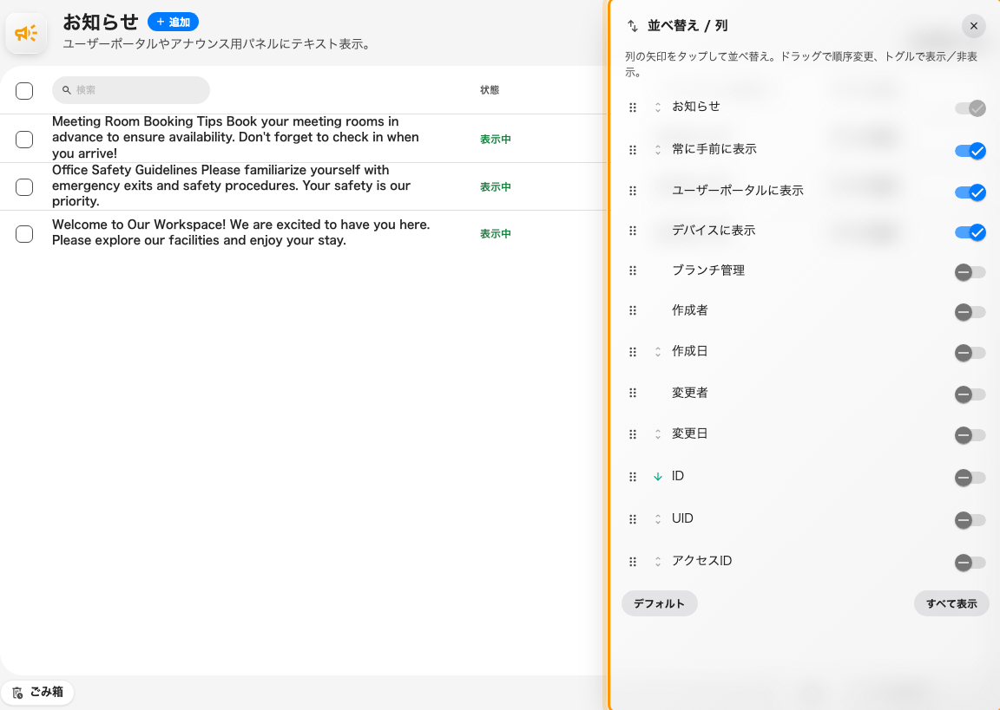 お知らせ
+ 追加
ユーザーポータルやアナウンス用パネルにテキスト表示。
検索
状態
Meeting Room Booking Tips Book your meeting rooms in
advance to ensure availability. Don't forget to check in when
you arrive!
表示中
Office Safety Guidelines Please familiarize yourself with
emergency exits and safety procedures. Your safety is our
priority.
表示中
Welcome to Our Workspace! We are excited to have you here.
Please explore our facilities and enjoy your stay.
表示中
ごみ箱
並べ替え / 列
列の矢印をタップして並べ替え。ドラッグで順序変更、トグルで表示／非表
示。
お知らせ
常に手前に表示
ユーザーポータルに表示
デバイスに表示
ブランチ管理
作成者
作成日
変更者
変更日
ID
UID
アクセスID
デフォルト
すべて表示